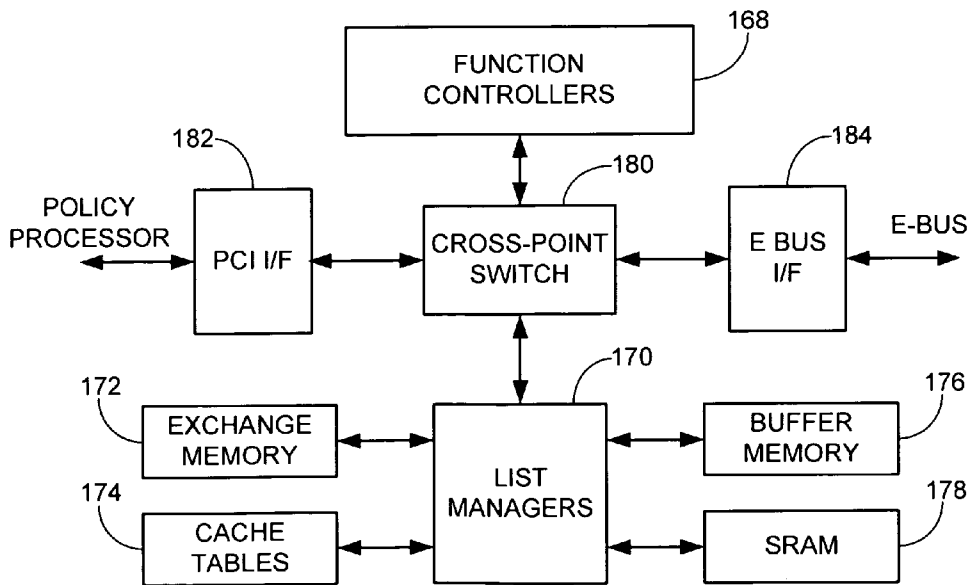 168
FUNCTION
CONTROLLERS
182
180
184
POLICY
PROCESSOR
PCI I/F
CROSS-POINT
SWITCH
E BUS
I/F
E-BUS
172
170
176
EXCHANGE
MEMORY
BUFFER
MEMORY
LIST
MANAGERS
174
178
CACHE
TABLES
SRAM